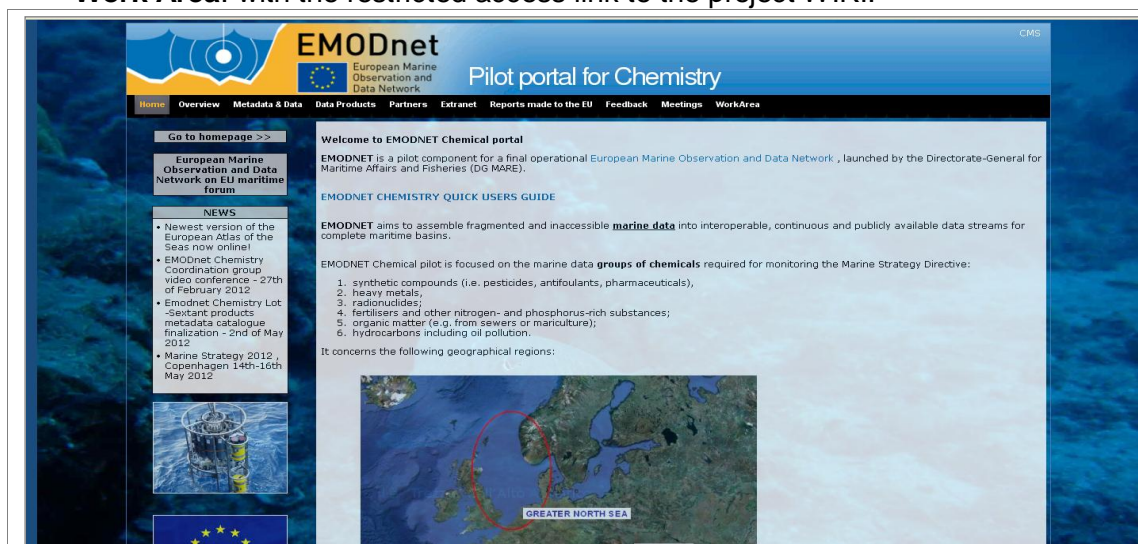 Work Area: with the restricted access link to the project WIKI.
CMS
EMODnet
European Marine
Observation and
Data Network
Pilot portal for Chemistry
Home Overview Metadata & Data Data Products Partners Extranet Reports made to the EU Feedback Meetings WorkArea
Go to homepage >>
European Marine
Observation and Data
Network on EU maritime
forum
NEWS
• Newest version of the
European Atlas of the
Seas now online!
• EMODnet Chemistry
Coordination group
video conference - 27th
of February 2012
• Emodnet Chemistry Lot
-Sextant products
metadata catalogue
finalization - 2nd of May
2012
• Marine Strategy 2012 ,
Copenhagen 14th-16th
May 2012
Welcome to EMODNET Chemical portal
EMODNET is a pilot component for a final operational European Marine Observation and Data Network , launched by the Directorate-General for
Maritime Affairs and Fisheries (DG MARE).
EMODNET CHEMISTRY QUICK USERS GUIDE
EMODNET aims to assemble fragmented and inaccessible marine data into interoperable, continuous and publicly available data streams for
complete maritime basins.
EMODNET Chemical pilot is focused on the marine data groups of chemicals required for monitoring the Marine Strategy Directive:
1. synthetic compounds (i.e. pesticides, antifoulants, pharmaceuticals),
2. heavy metals,
3. radionuclides;
4. fertilisers and other nitrogen- and phosphorus-rich substances;
5. organic matter (e.g. from sewers or mariculture);
6. hydrocarbons including oil pollution.
It concerns the following geographical regions:
GREATER NORTH SEA